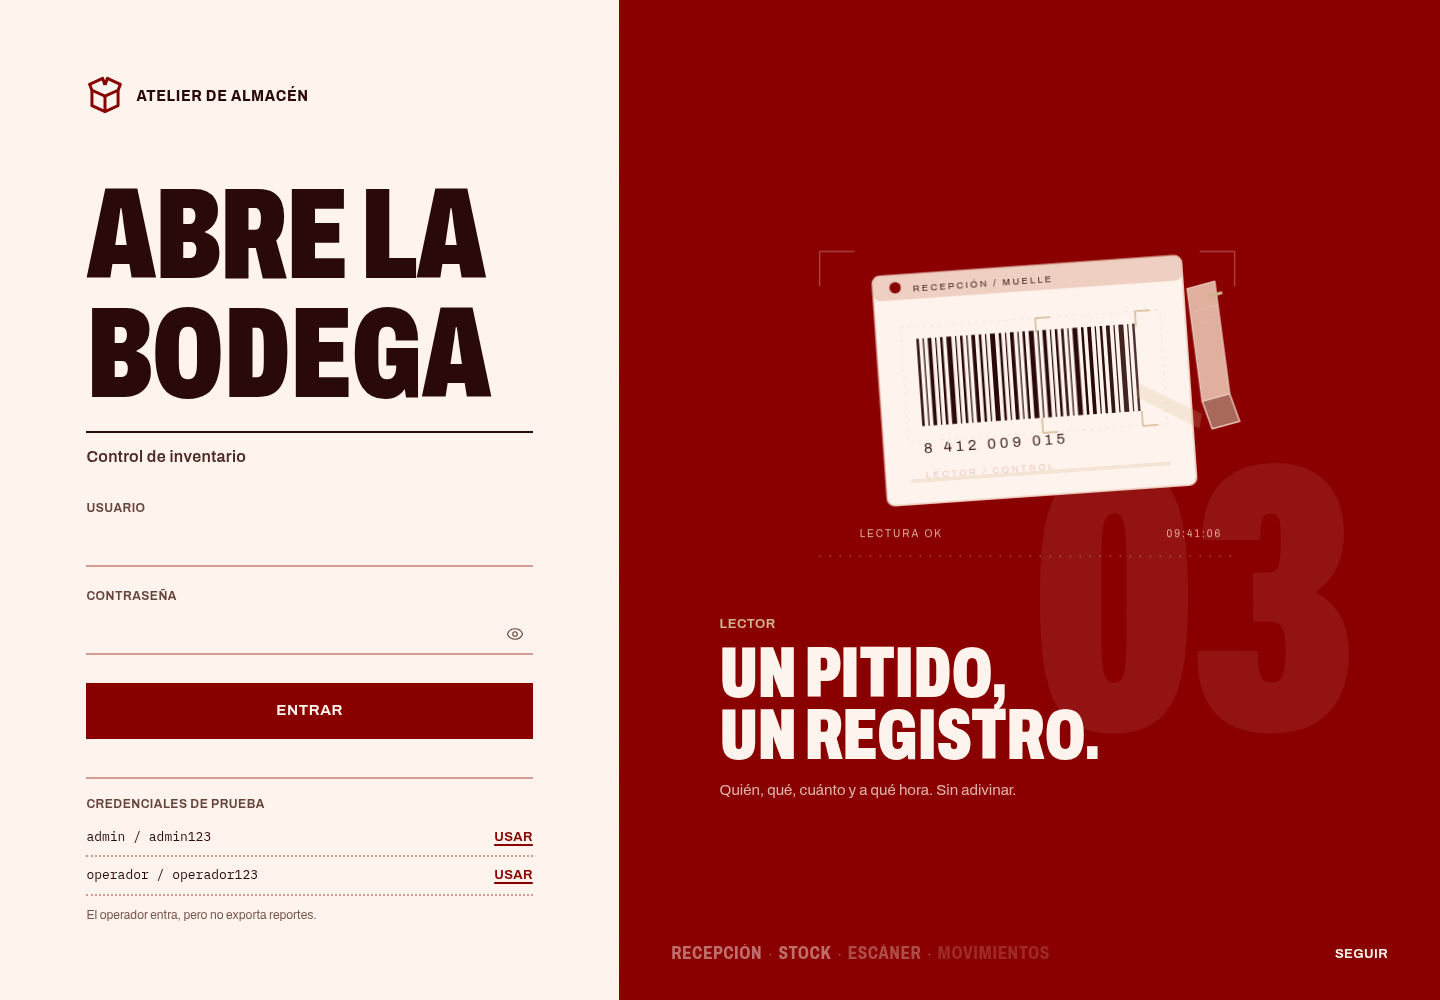 ATELIER DE ALMACÉN
ABRE LA
BODEGA
Control de inventario
USUARIO
CONTRASEÑA
ENTRAR
CREDENCIALES DE PRUEBA
admin / admin123 USAR
operador / operador123 USAR
El operador entra, pero no exporta reportes.
RECEPCIÓN / MUELLE
8 412 009 015
LECTOR / CONTROL
LECTURA OK 09:41:06
03
LECTOR
UN PITIDO,
UN REGISTRO.
Quién, qué, cuánto y a qué hora. Sin adivinar.
RECEPCIÓN · STOCK · ESCÁNER · MOVIMIENTOS SEGUIR